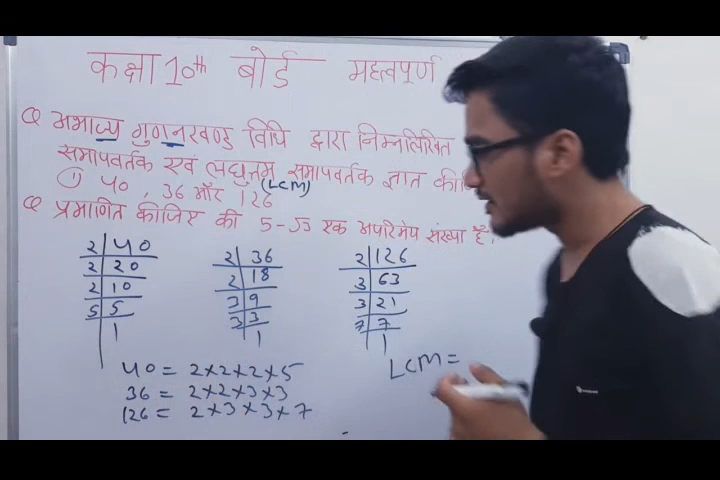 कक्षा 10th बोर्ड महत्वपूर्ण
Q अभाज्य गुणनखण्ड विधि द्वारा निम्नलिखित
समापवर्तक एवं लघुत्तम समापवर्तक ज्ञात
(LCM)
① 40 , 36 और 126
Q प्रमाणित कीजिए की 5-√3 एक अपरिमेय संख्या है.
2 40
2 20
2 10
5 5
1
2 36
2 18
3 9
3 3
1
2 126
3 63
3 21
7 7
1
40 = 2×2×2×5
36 = 2×2×3×3
126 = 2×3×3×7
LCM =